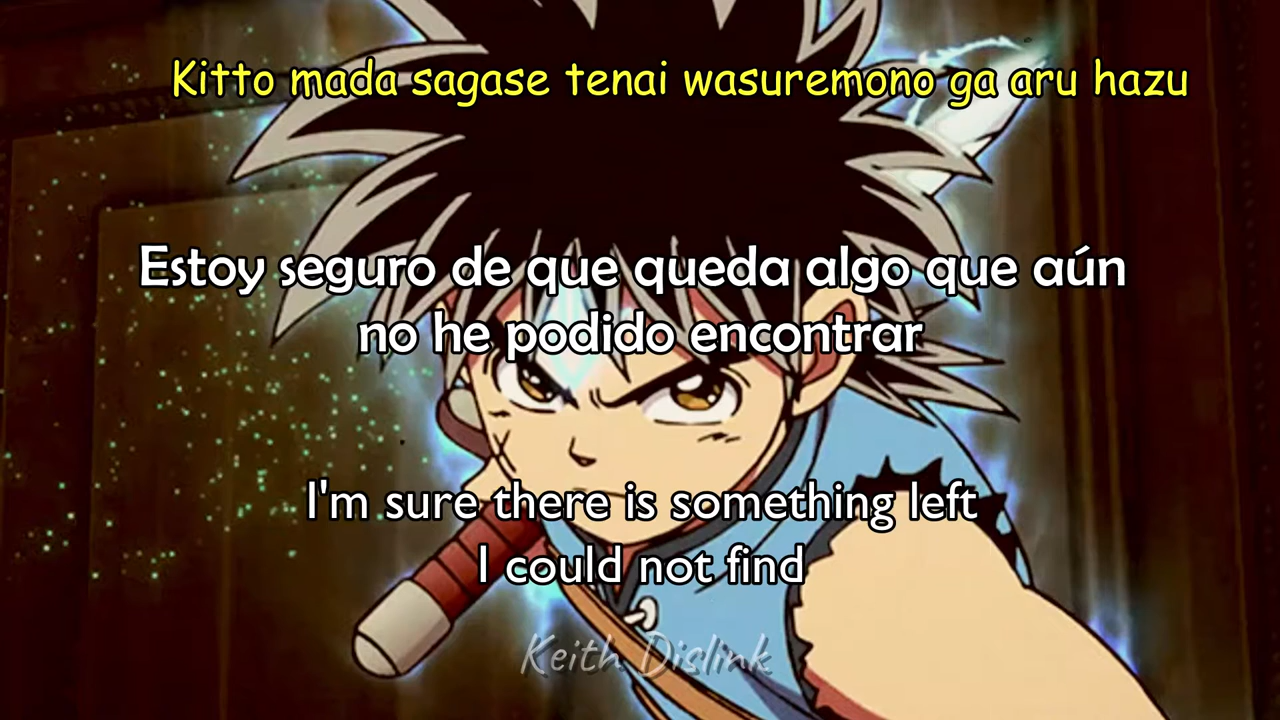 Kitto mada sagase tenai wasuremono ga aru hazu
Estoy seguro de que queda algo que aún
no he podido encontrar
I'm sure there is something left
I could not find
Keith Dislink